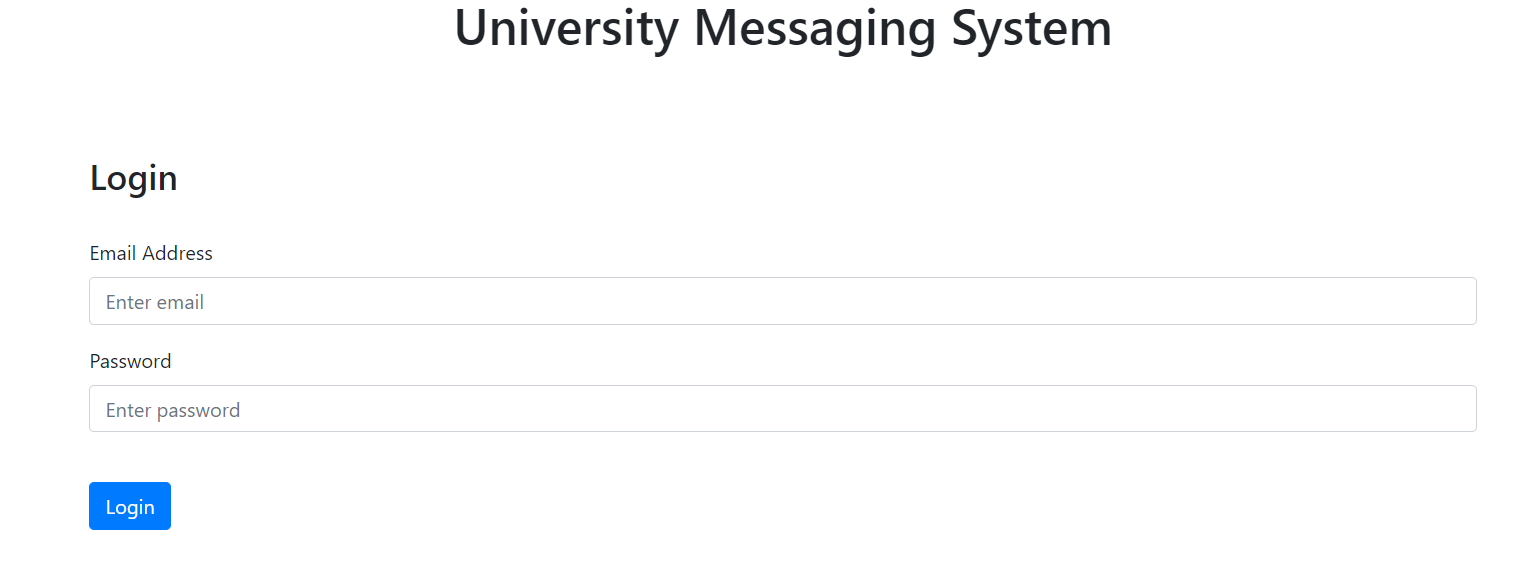 University Messaging System
Login
Email Address
Enter email
Password
Enter password
Login